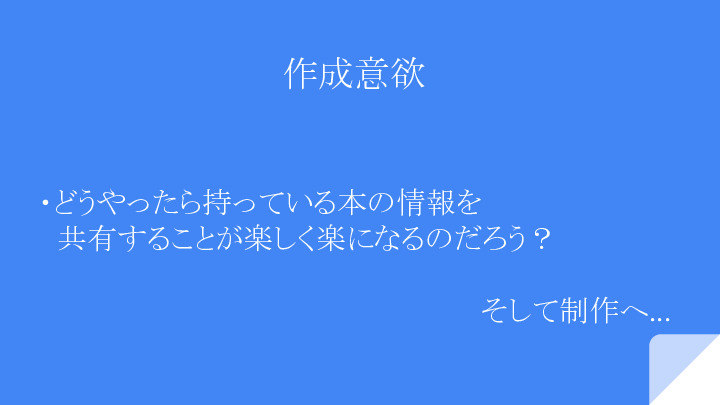 作成意欲
・どうやったら持っている本の情報を
共有することが楽しく楽になるのだろう？
そして制作へ...